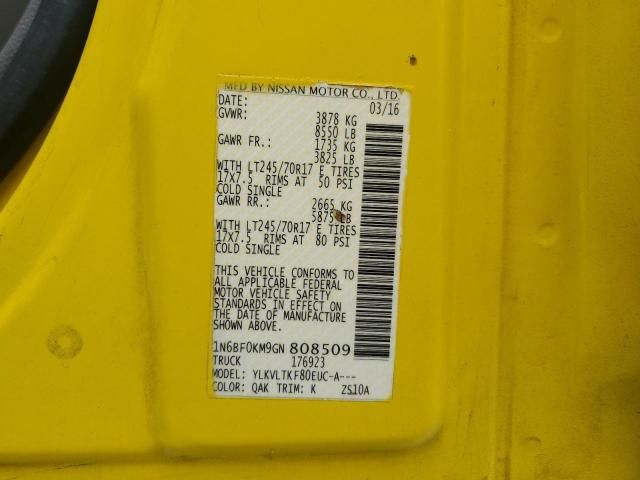 MFD BY NISSAN MOTOR CO., LTD.
DATE: 03/16
GVWR: 3878 KG
8550 LB
GAWR FR.: 1735 KG
3825 LB
WITH LT245/70R17 E TIRES
17X7.5 RIMS AT 50 PSI
COLD SINGLE
GAWR RR.: 2665 KG
5875 LB
WITH LT245/70R17 E TIRES
17X7.5 RIMS AT 80 PSI
COLD SINGLE
THIS VEHICLE CONFORMS TO
ALL APPLICABLE FEDERAL
MOTOR VEHICLE SAFETY
STANDARDS IN EFFECT ON
THE DATE OF MANUFACTURE
SHOWN ABOVE.
1N6BF0KM9GN 808509
TRUCK 176923
MODEL: YLKVLTKF80EUC-A---
COLOR: QAK TRIM: K ZS10A